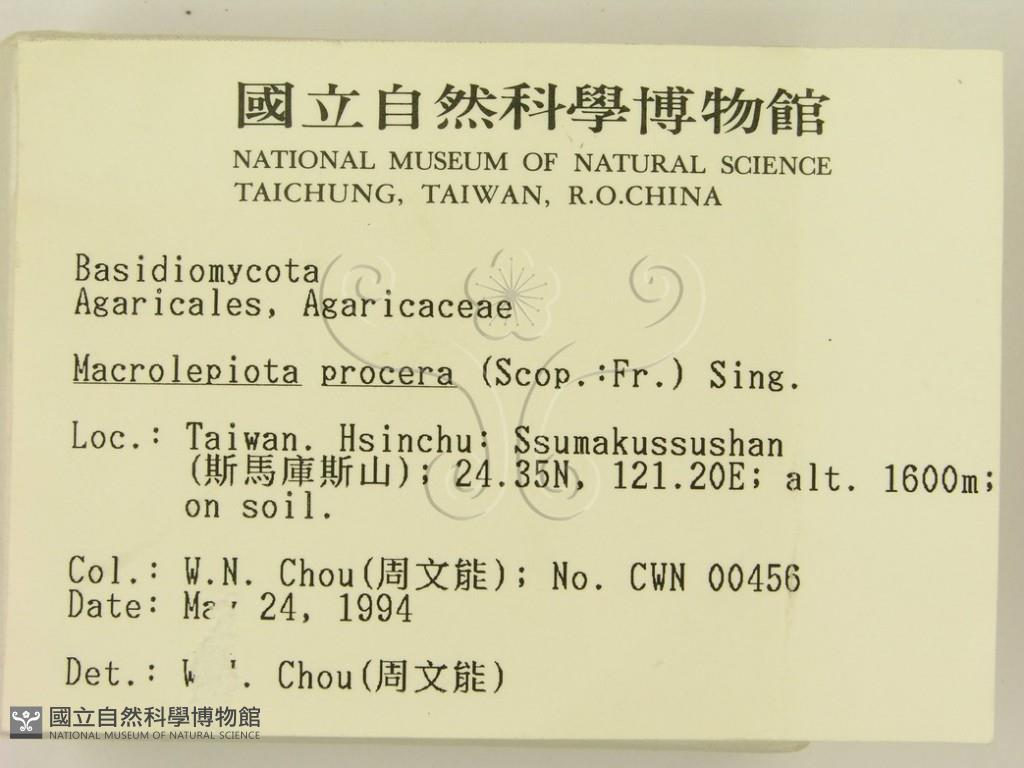 國立自然科學博物館
NATIONAL MUSEUM OF NATURAL SCIENCE
TAICHUNG, TAIWAN, R.O.CHINA
Basidiomycota
Agaricales, Agaricaceae
Macrolepiota procera (Scop.:Fr.) Sing.
Loc.: Taiwan. Hsinchu: Ssumakussushan
(斯馬庫斯山); 24.35N, 121.20E; alt. 1600m;
on soil.
Col.: W.N. Chou(周文能); No. CWN 00456
Date: 24, 1994
Det.: Chou(周文能)
國立自然科學博物館
NATIONAL MUSEUM OF NATURAL SCIENCE